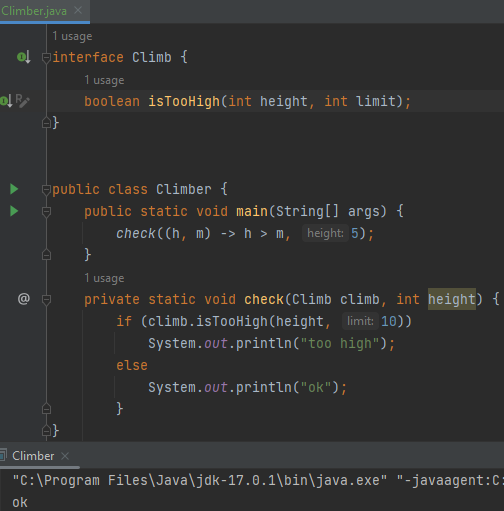 Climber.java
1 usage
interface Climb {
1 usage
boolean isTooHigh(int height, int limit);
}
public class Climber {
public static void main(String[] args) {
check((h, m) -> h > m, height: 5);
}
1 usage
@ private static void check(Climb climb, int height) {
if (climb.isTooHigh(height, limit: 10))
System.out.println("too high");
else
System.out.println("ok");
}
}
Climber
"C:\Program Files\Java\jdk-17.0.1\bin\java.exe" "-javaagent:C:
ok